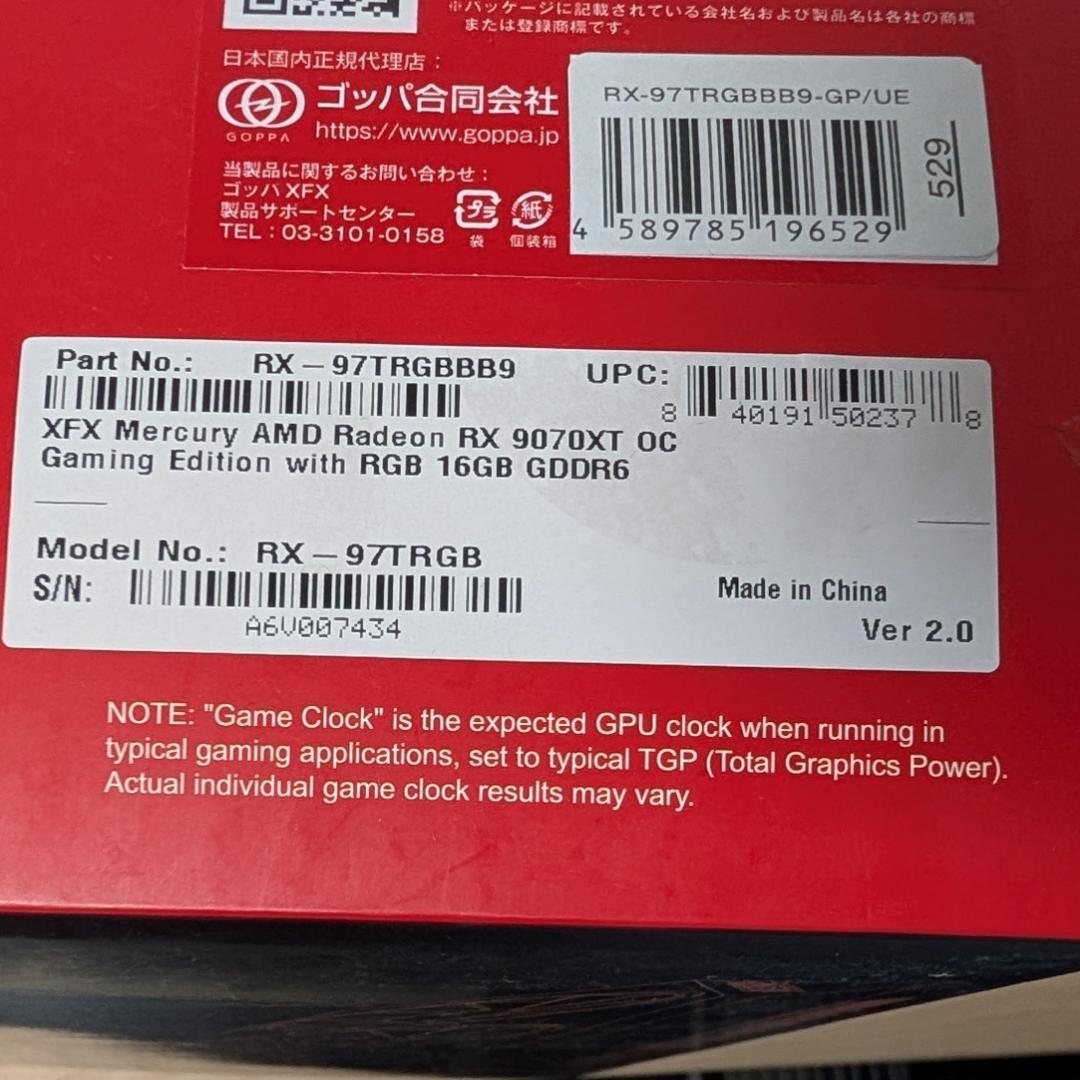 ※パッケージに記載されている会社名および製品名は各社の商標
または登録商標です。
日本国内正規代理店：
GOPPA
ゴッパ合同会社
https://www.goppa.jp
当製品に関するお問い合わせ：
ゴッパ XFX
製品サポートセンター
TEL：03-3101-0158
プラ
袋
紙
個装箱
RX-97TRGBBB9-GP/UE
4 589785 196529
529
Part No.: RX-97TRGBBB9
UPC:
8 40191 50237 8
XFX Mercury AMD Radeon RX 9070XT OC
Gaming Edition with RGB 16GB GDDR6
Model No.: RX-97TRGB
S/N:
A6V007434
Made in China
Ver 2.0
NOTE: "Game Clock" is the expected GPU clock when running in
typical gaming applications, set to typical TGP (Total Graphics Power).
Actual individual game clock results may vary.